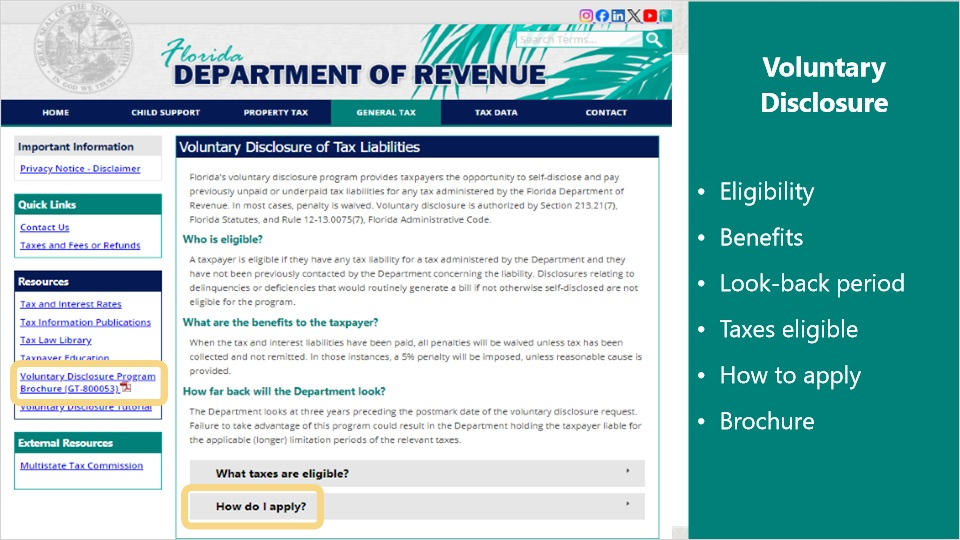 Florida
DEPARTMENT OF REVENUE
Search Terms...
HOME
CHILD SUPPORT
PROPERTY TAX
GENERAL TAX
TAX DATA
CONTACT
Important Information
Privacy Notice - Disclaimer
Quick Links
Contact Us
Taxes and Fees or Refunds
Resources
Tax and Interest Rates
Tax Information Publications
Tax Law Library
Taxpayer Education
Voluntary Disclosure Program
Brochure (GT-800053)
Voluntary Disclosure Tutorial
External Resources
Multistate Tax Commission
Voluntary Disclosure of Tax Liabilities
Florida's voluntary disclosure program provides taxpayers the opportunity to self-disclose and pay
previously unpaid or underpaid tax liabilities for any tax administered by the Florida Department of
Revenue. In most cases, penalty is waived. Voluntary disclosure is authorized by Section 213.21(7),
Florida Statutes, and Rule 12-13.0075(7), Florida Administrative Code.
Who is eligible?
A taxpayer is eligible if they have any tax liability for a tax administered by the Department and they
have not been previously contacted by the Department concerning the liability. Disclosures relating to
delinquencies or deficiencies that would routinely generate a bill if not otherwise self-disclosed are not
eligible for the program.
What are the benefits to the taxpayer?
When the tax and interest liabilities have been paid, all penalties will be waived unless tax has been
collected and not remitted. In those instances, a 5% penalty will be imposed, unless reasonable cause is
provided.
How far back will the Department look?
The Department looks at three years preceding the postmark date of the voluntary disclosure request.
Failure to take advantage of this program could result in the Department holding the taxpayer liable for
the applicable (longer) limitation periods of the relevant taxes.
What taxes are eligible?
How do I apply?
Voluntary
Disclosure
• Eligibility
• Benefits
• Look-back period
• Taxes eligible
• How to apply
• Brochure